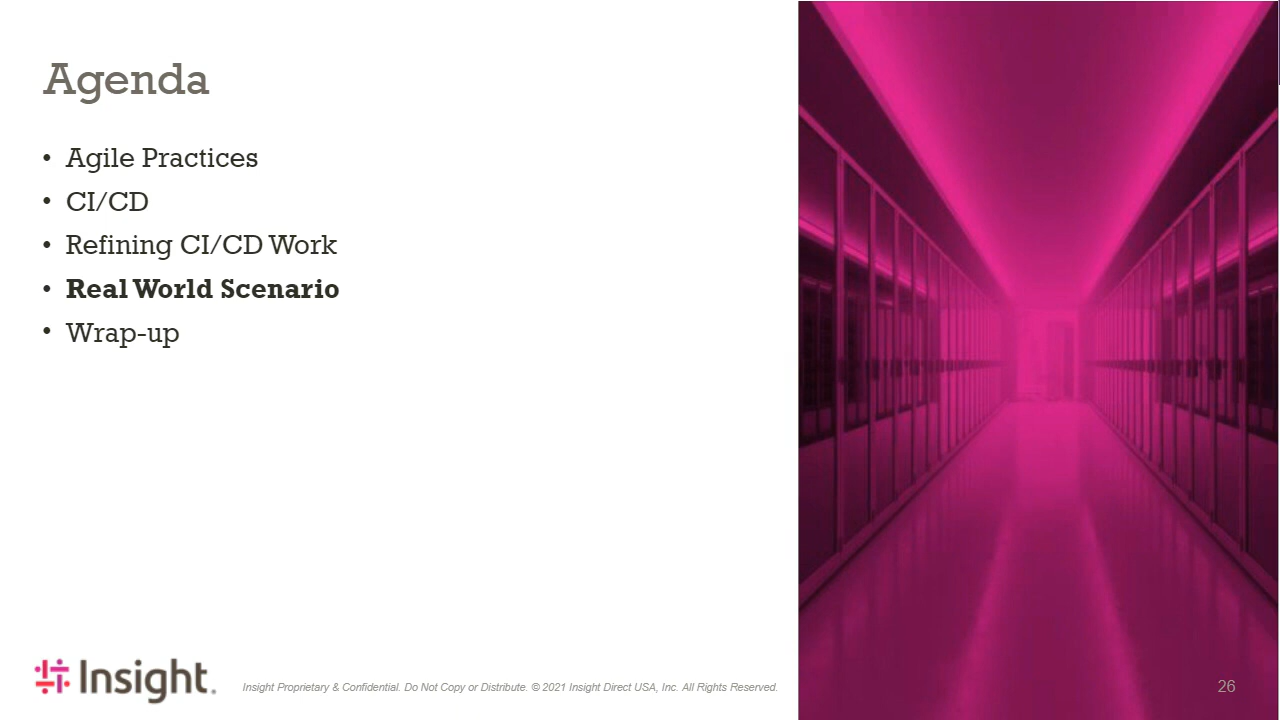 Agenda
• Agile Practices
• CI/CD
• Refining CI/CD Work
• Real World Scenario
• Wrap-up
Insight.
Insight Proprietary & Confidential. Do Not Copy or Distribute. © 2021 Insight Direct USA, Inc. All Rights Reserved.
26